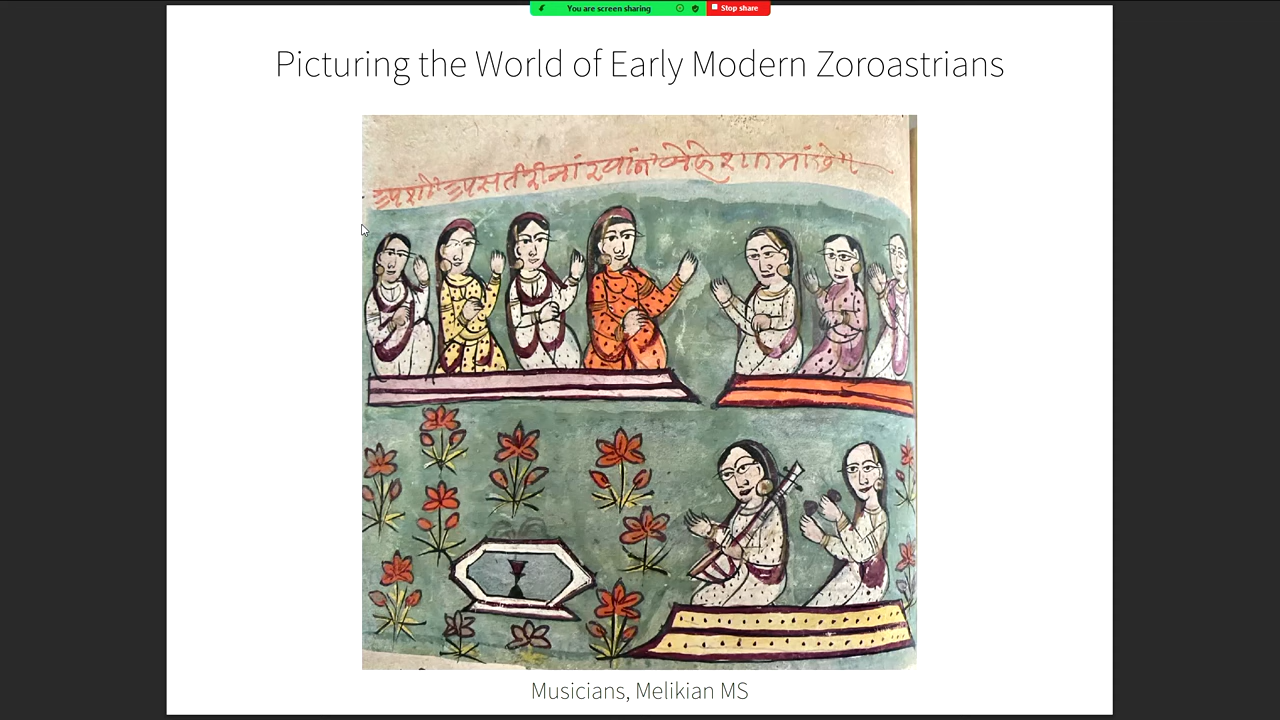 You are screen sharing
Stop share
Picturing the World of Early Modern Zoroastrians
Musicians, Melikian MS